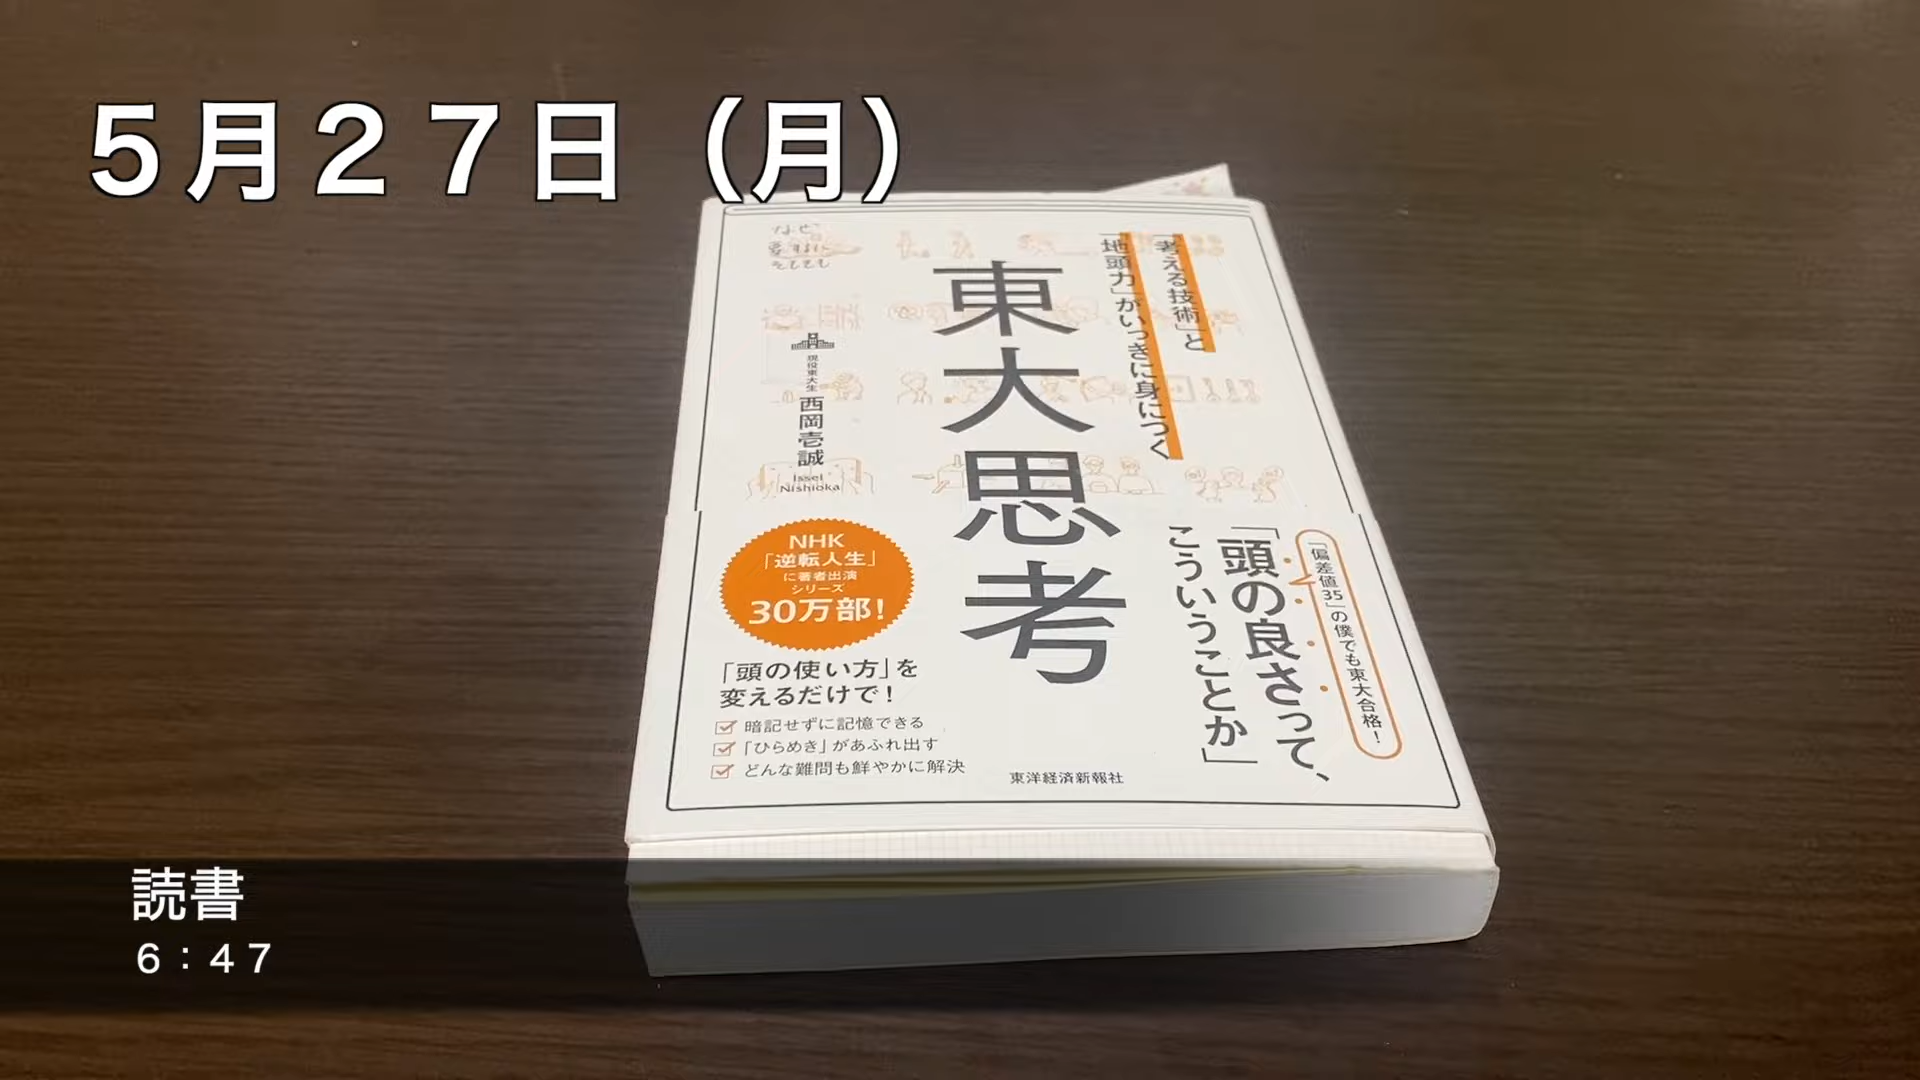 ５月２７日（月）
「考える技術」と
「地頭力」がいっきに身につく
東大思考
現役東大生
西岡壱誠
Issei
Nishioka
NHK
「逆転人生」
に著者出演
シリーズ
30万部！
「頭の使い方」を
変えるだけで！
暗記せずに記憶できる
「ひらめき」があふれ出す
どんな難問も鮮やかに解決
「偏差値35」の僕でも東大合格！
「頭の良さって、
こういうことか」
東洋経済新報社
読書
６：４７